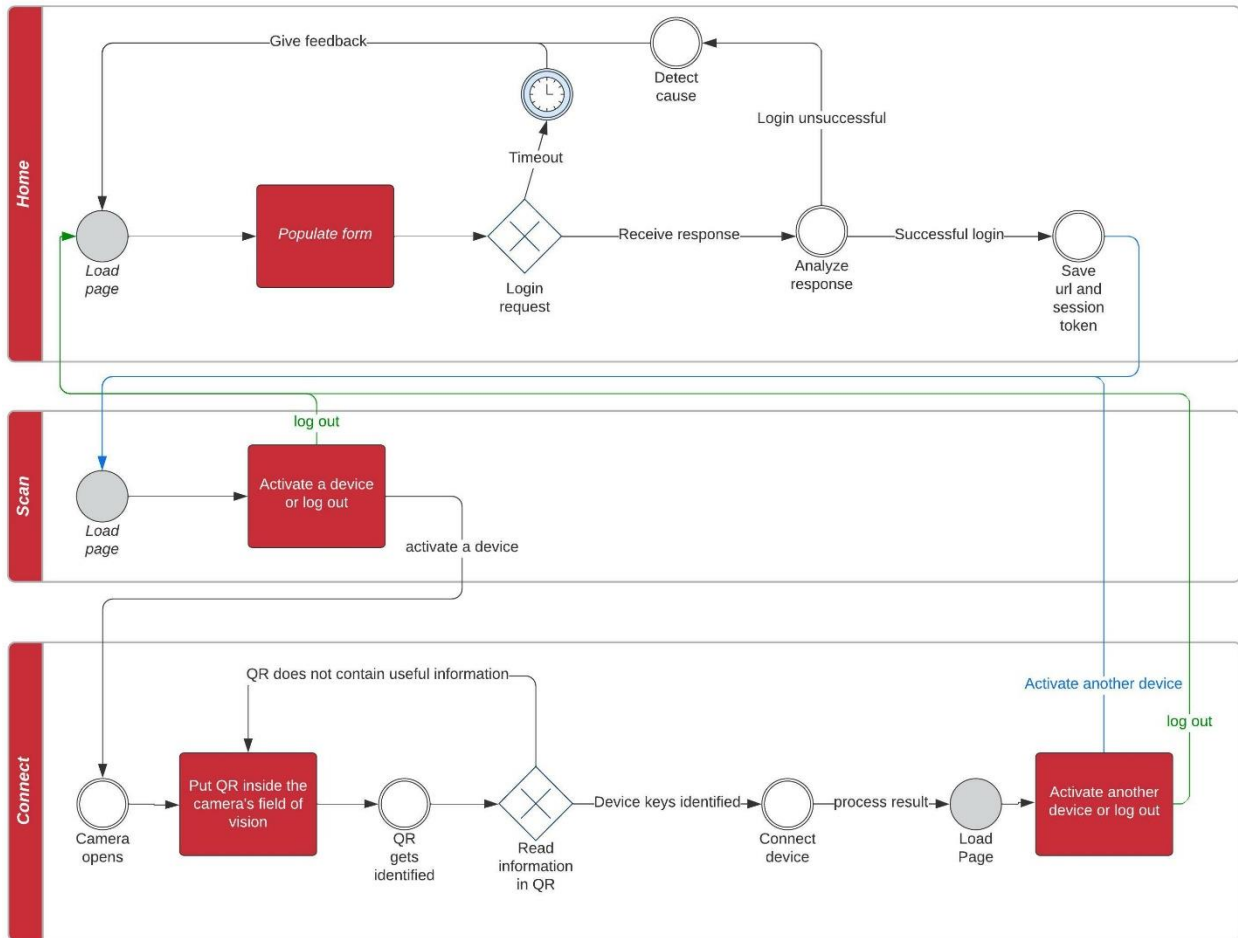 Home
Give feedback
Detect
cause
Login unsuccessful
Timeout
Populate form
Receive response
Successful login
Load
page
Login
request
Analyze
response
Save
url and
session
token
Scan
log out
Activate a device
or log out
Load
page
activate a device
Connect
QR does not contain useful information
Activate another device
log out
Put QR inside the
camera's field of
vision
Device keys identified
process result
Activate another
device or log out
Camera
opens
QR
gets
identified
Read
information
in QR
Connect
device
Load
Page